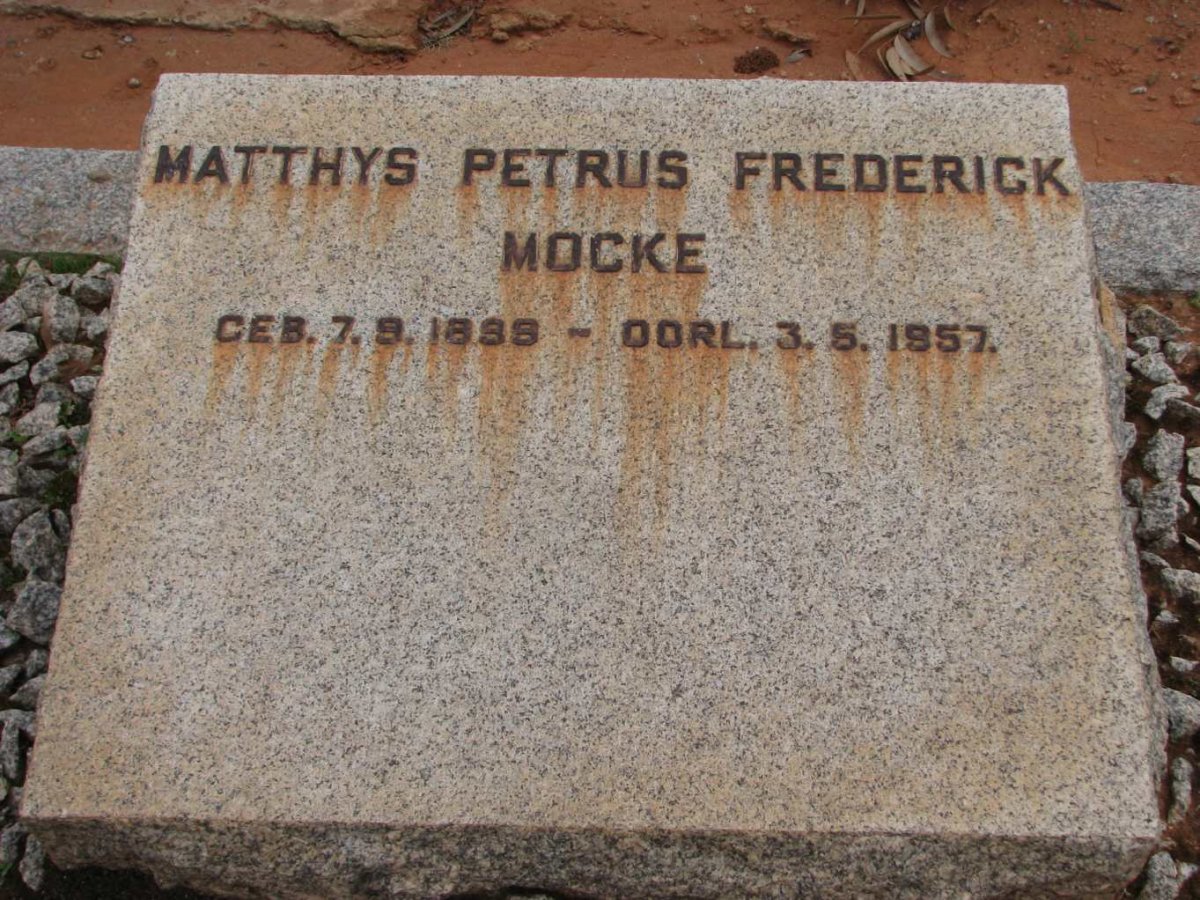 MATTHYS PETRUS FREDERICK
MOCKE
GEB. 7. 9. 1899 ~ OORL. 3. 5. 1957.